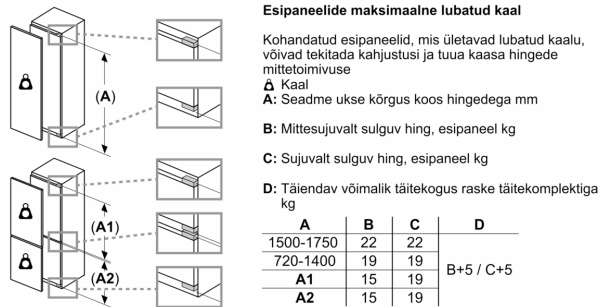 (A)
(A1)
(A2)
Esipaneelide maksimaalne lubatud kaal
Kohandatud esipaneelid, mis ületavad lubatud kaalu,
võivad tekitada kahjustusi ja tuua kaasa hingede
mittetoimivuse
Kaal
A: Seadme ukse kõrgus koos hingedega mm
B: Mittesujuvalt sulguv hing, esipaneel kg
C: Sujuvalt sulguv hing, esipaneel kg
D: Täiendav võimalik täitekogus raske täitekomplektiga
kg
A B C D
1500-1750 22 22
720-1400 19 19
B+5 / C+5
A1 15 19
A2 15 19